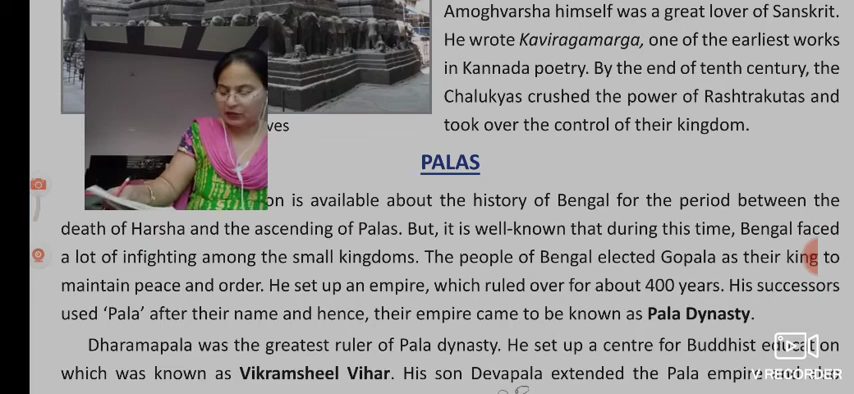 Amoghvarsha himself was a great lover of Sanskrit.
He wrote Kaviragamarga, one of the earliest works
in Kannada poetry. By the end of tenth century, the
Chalukyas crushed the power of Rashtrakutas and
ves took over the control of their kingdom.
PALAS
on is available about the history of Bengal for the period between the
death of Harsha and the ascending of Palas. But, it is well-known that during this time, Bengal faced
a lot of infighting among the small kingdoms. The people of Bengal elected Gopala as their king to
maintain peace and order. He set up an empire, which ruled over for about 400 years. His successors
used ‘Pala’ after their name and hence, their empire came to be known as Pala Dynasty.
Dharamapala was the greatest ruler of Pala dynasty. He set up a centre for Buddhist education
which was known as Vikramsheel Vihar. His son Devapala extended the Pala empire and
V RECORDER